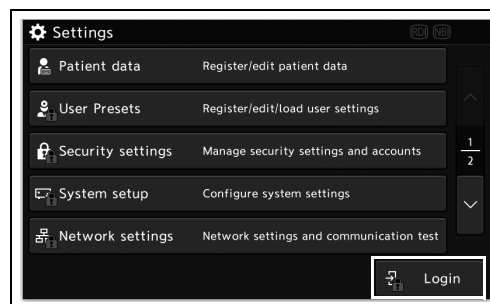 Settings
RDI NBI
Patient data Register/edit patient data
User Presets Register/edit/load user settings
Security settings Manage security settings and accounts
1
2
System setup Configure system settings
Network settings Network settings and communication test
Login